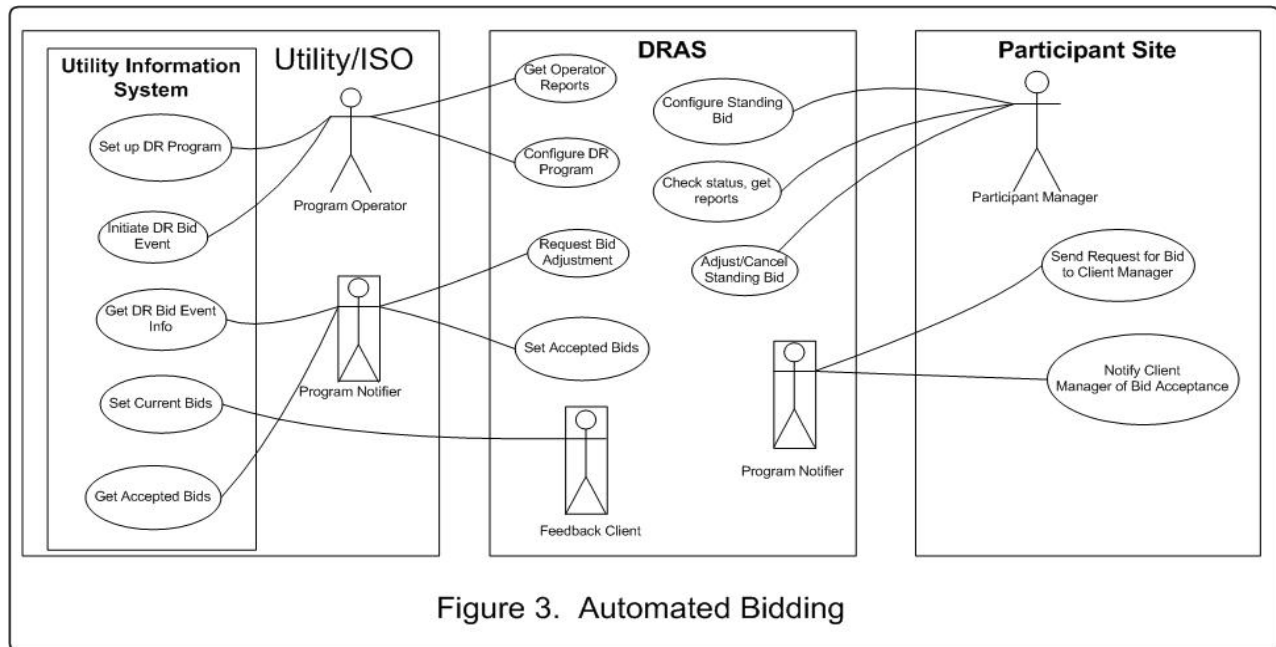 Utility/ISO
Utility Information
System
Set up DR Program
Initiate DR Bid
Event
Get DR Bid Event
Info
Set Current Bids
Get Accepted Bids
Program Operator
Program Notifier
DRAS
Get Operator
Reports
Configure DR
Program
Request Bid
Adjustment
Set Accepted Bids
Feedback Client
Configure Standing
Bid
Check status, get
reports
Adjust/Cancel
Standing Bid
Program Notifier
Participant Site
Participant Manager
Send Request for Bid
to Client Manager
Notify Client
Manager of Bid Acceptance
Figure 3. Automated Bidding